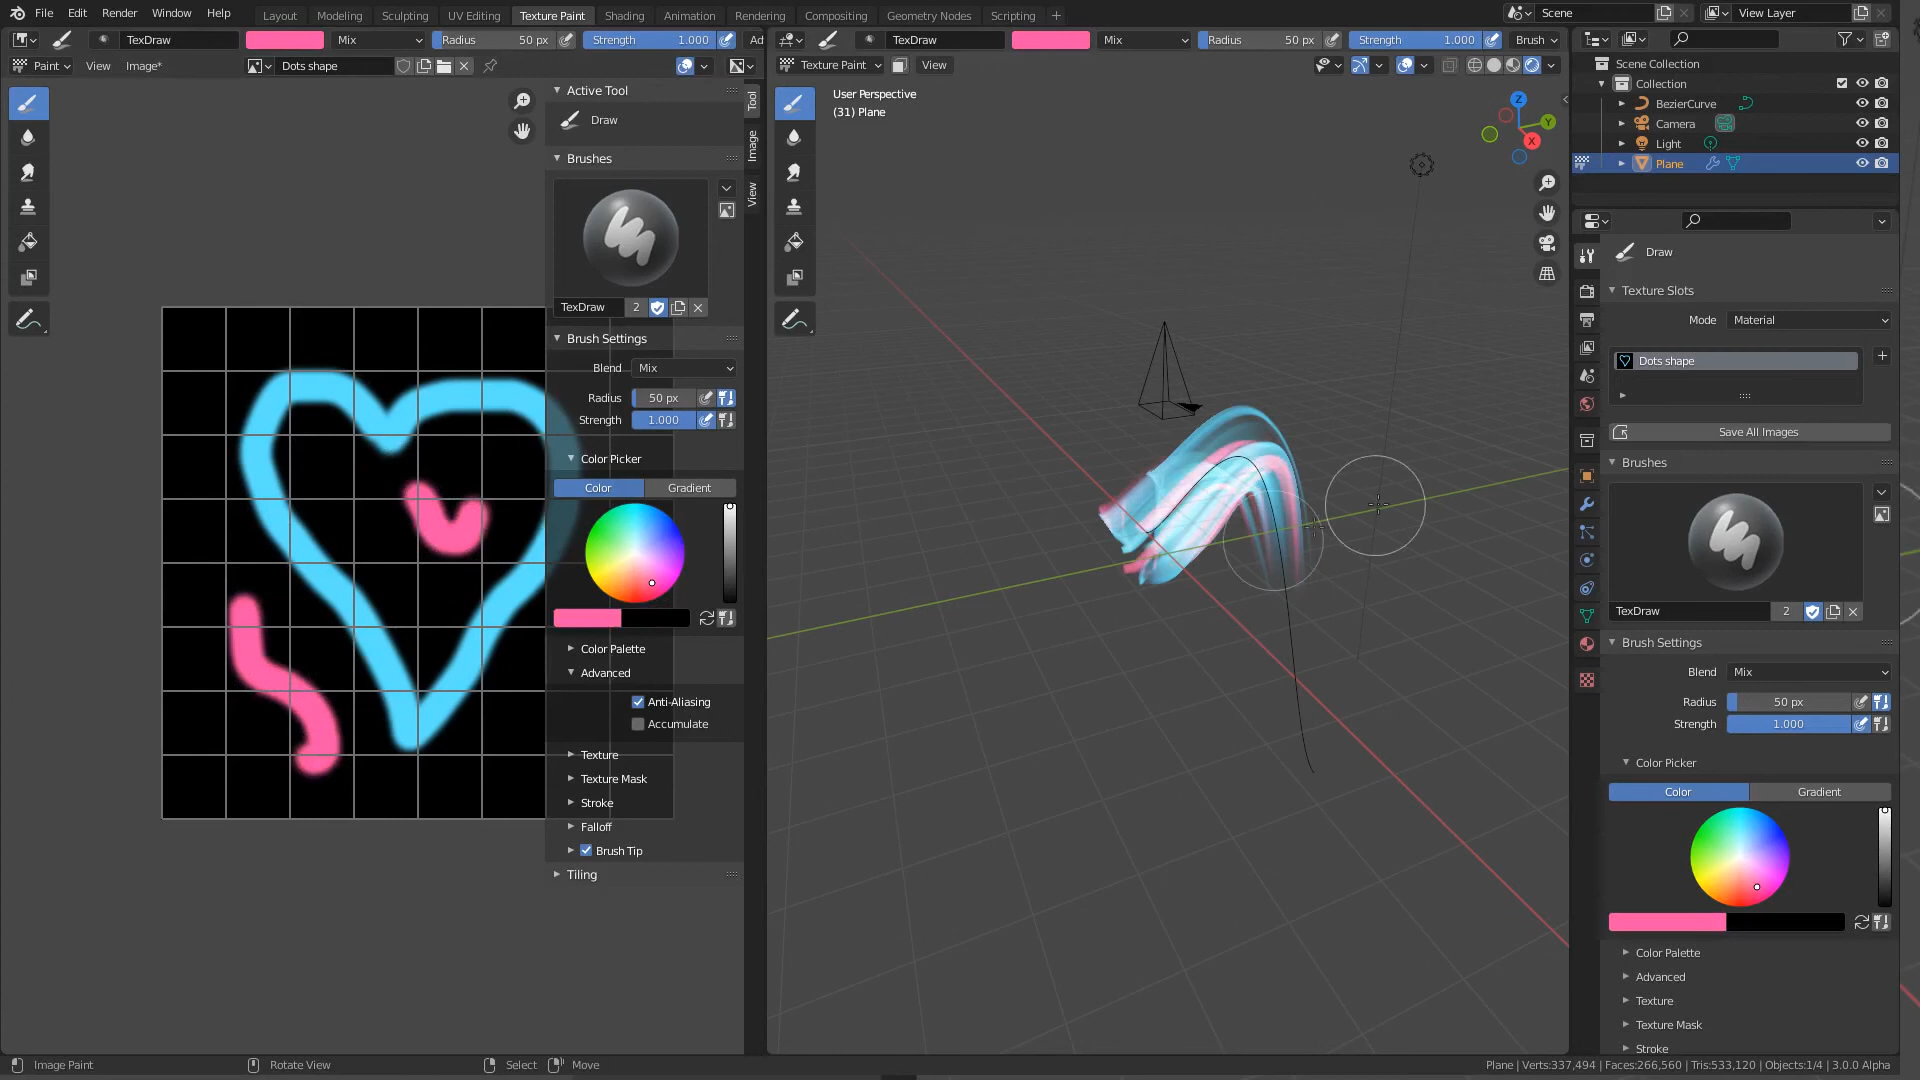 File Edit Render Window Help
Layout Modeling Sculpting UV Editing Texture Paint Shading Animation Rendering Compositing Geometry Nodes Scripting +
Scene
View Layer
TexDraw Mix Radius 50 px Strength 1.000 Ad
Paint View Image* Dots shape
TexDraw Mix Radius 50 px Strength 1.000 Brush
Texture Paint View
Active Tool
Draw
Brushes
TexDraw 2
Brush Settings
Blend Mix
Radius 50 px
Strength 1.000
Color Picker
Color Gradient
Color Palette
Advanced
Anti-Aliasing
Accumulate
Texture
Texture Mask
Stroke
Falloff
Brush Tip
Tiling
Tool
Image
View
User Perspective
(31) Plane
Z
Y
X
Scene Collection
Collection
BezierCurve
Camera
Light
Plane
Draw
Texture Slots
Mode Material
Dots shape
Save All Images
Brushes
TexDraw 2
Brush Settings
Blend Mix
Radius 50 px
Strength 1.000
Color Picker
Color Gradient
Color Palette
Advanced
Texture
Texture Mask
Stroke
Image Paint Rotate View Select Move
Plane | Verts:337,494 | Faces:266,560 | Tris:533,120 | Objects:1/4 | 3.0.0 Alpha